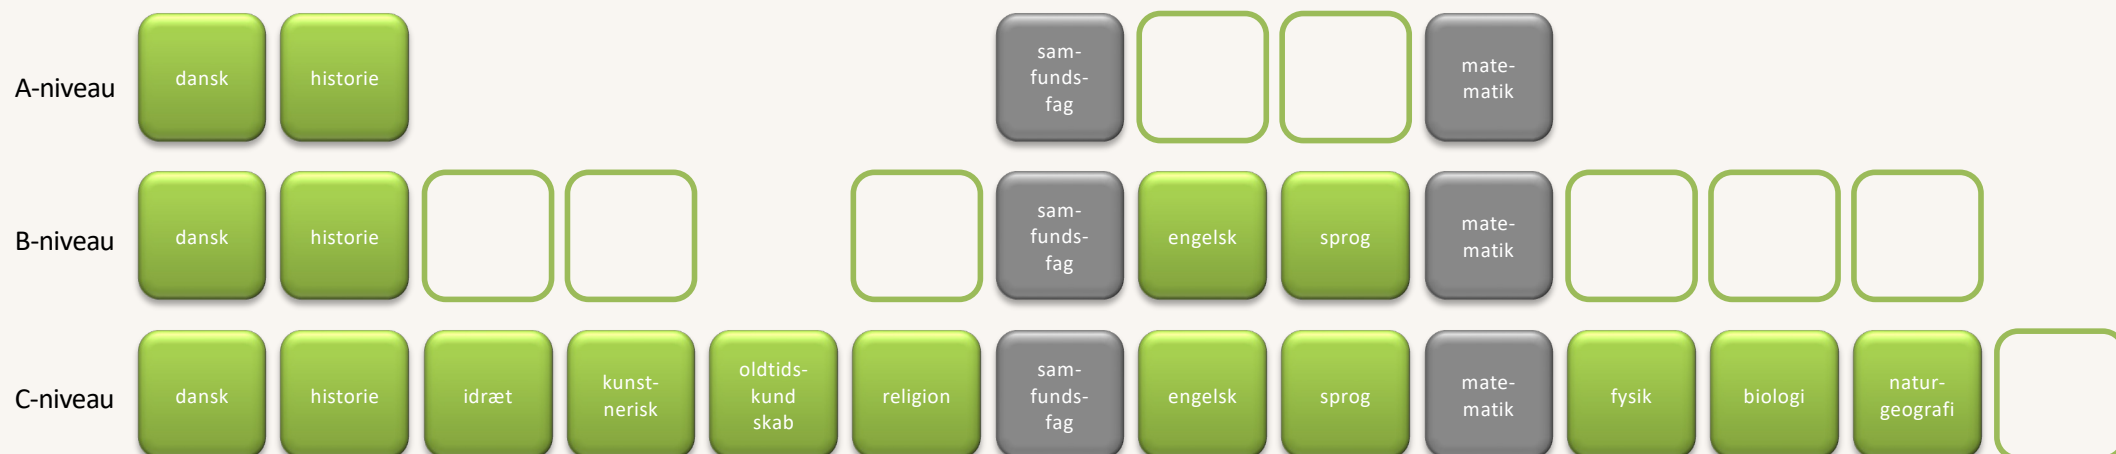 A-niveau
dansk
historie
sam-
funds-
fag
mate-
matik
B-niveau
dansk
historie
sam-
funds-
fag
engelsk
sprog
mate-
matik
C-niveau
dansk
historie
idræt
kunst-
nerisk
oldtids-
kund
skab
religion
sam-
funds-
fag
engelsk
sprog
mate-
matik
fysik
biologi
natur-
geografi